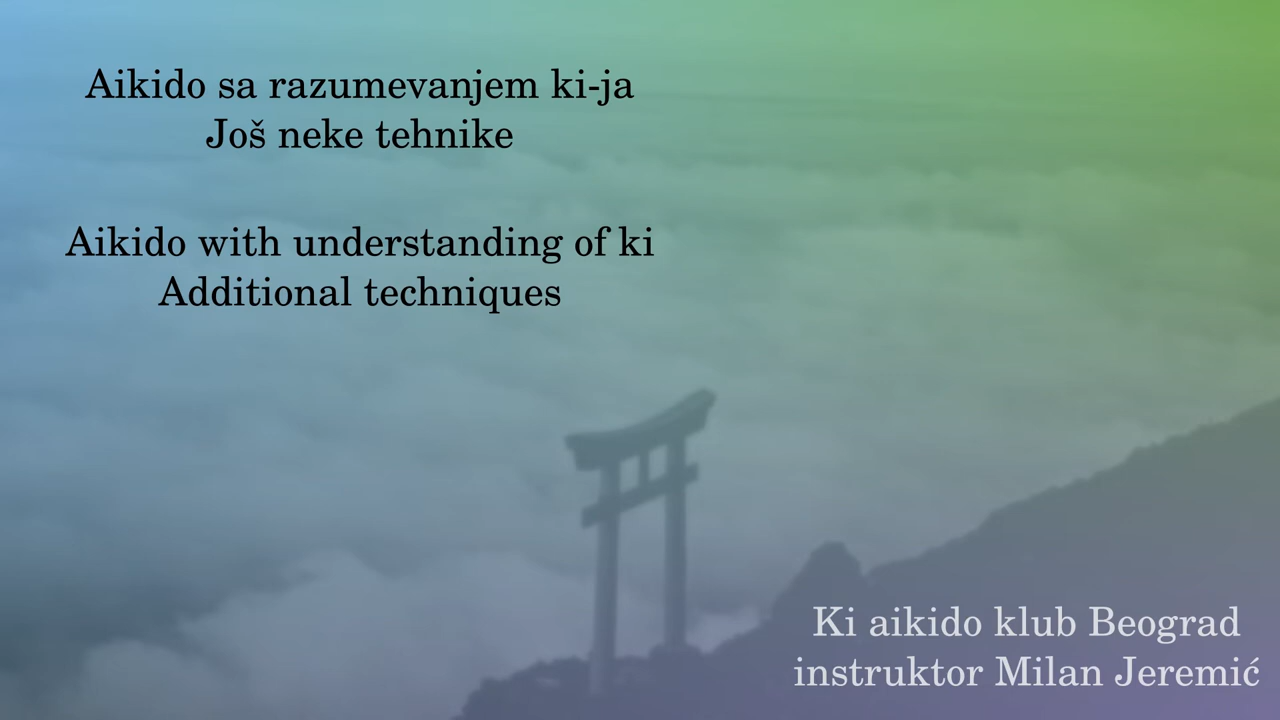 Aikido sa razumevanjem ki-ja
Još neke tehnike
Aikido with understanding of ki
Additional techniques
Ki aikido klub Beograd
instruktor Milan Jeremić